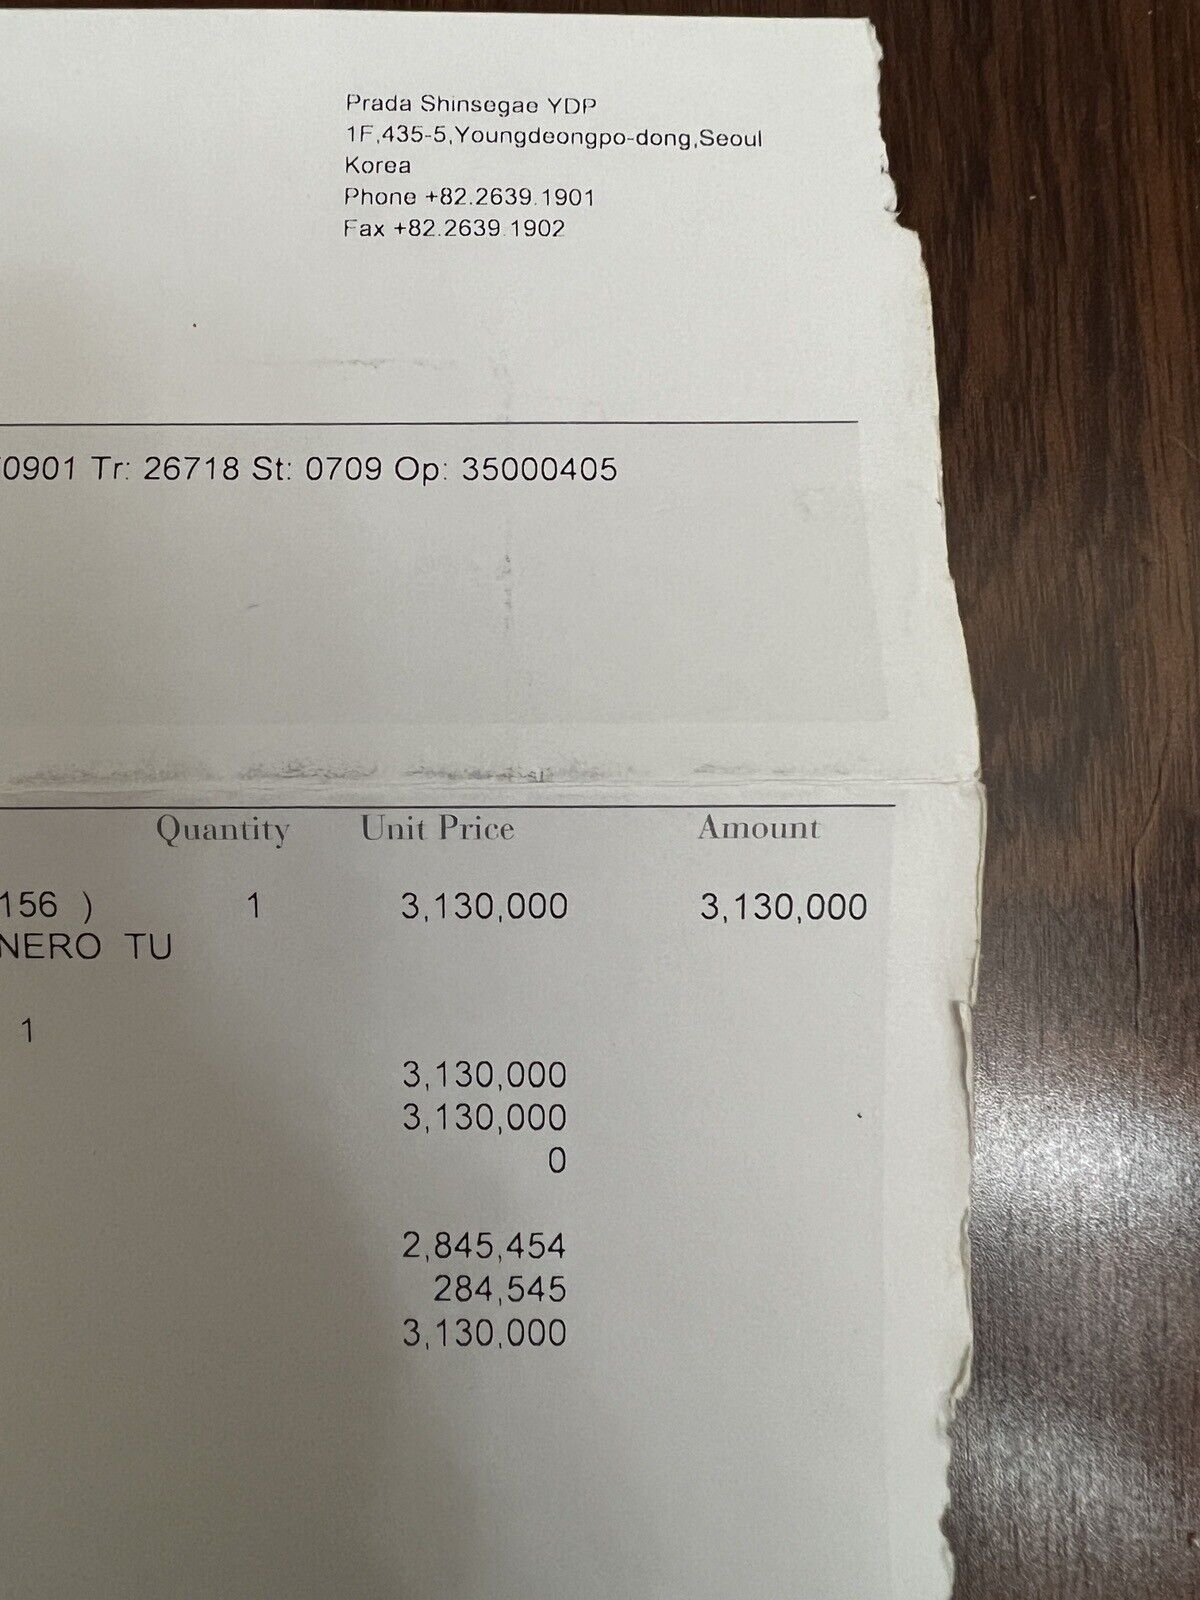 Prada Shinsegae YDP
1F,435-5,Youngdeongpo-dong,Seoul
Korea
Phone +82.2639.1901
Fax +82.2639.1902
0901 Tr: 26718 St: 0709 Op: 35000405
Quantity Unit Price Amount
156 ) 1 3,130,000 3,130,000
NERO TU
1
3,130,000
3,130,000
0
2,845,454
284,545
3,130,000